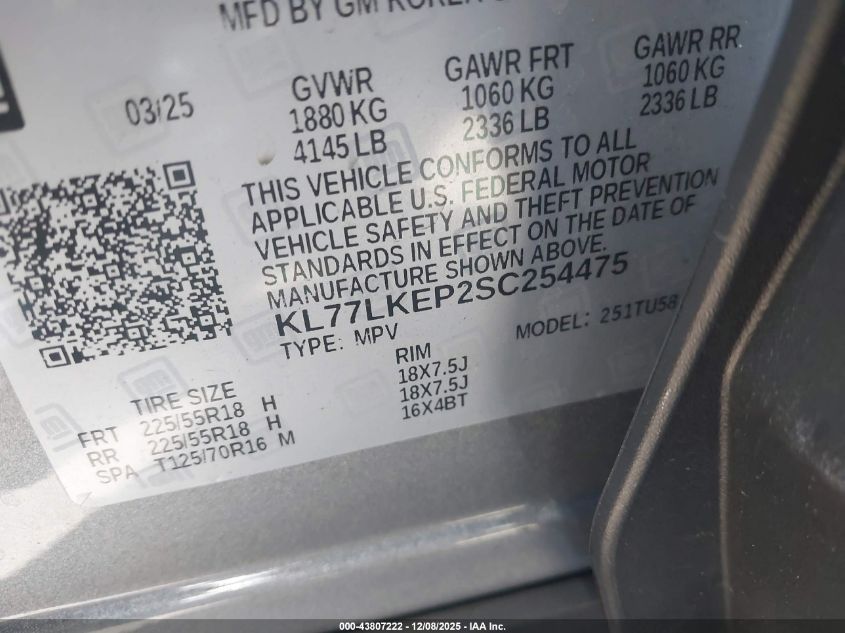 MFD BY GM KOREA
03/25
GVWR
1880 KG
4145 LB
GAWR FRT
1060 KG
2336 LB
GAWR RR
1060 KG
2336 LB
THIS VEHICLE CONFORMS TO ALL
APPLICABLE U.S. FEDERAL MOTOR
VEHICLE SAFETY AND THEFT PREVENTION
STANDARDS IN EFFECT ON THE DATE OF
MANUFACTURE SHOWN ABOVE.
KL77LKEP2SC254475
TYPE: MPV
MODEL: 251TU58
TIRE SIZE
RIM
FRT 225/55R18 H 18X7.5J
RR 225/55R18 H 18X7.5J
SPA T125/70R16 M 16X4BT
000-43807222 - 12/08/2025 - IAA Inc.